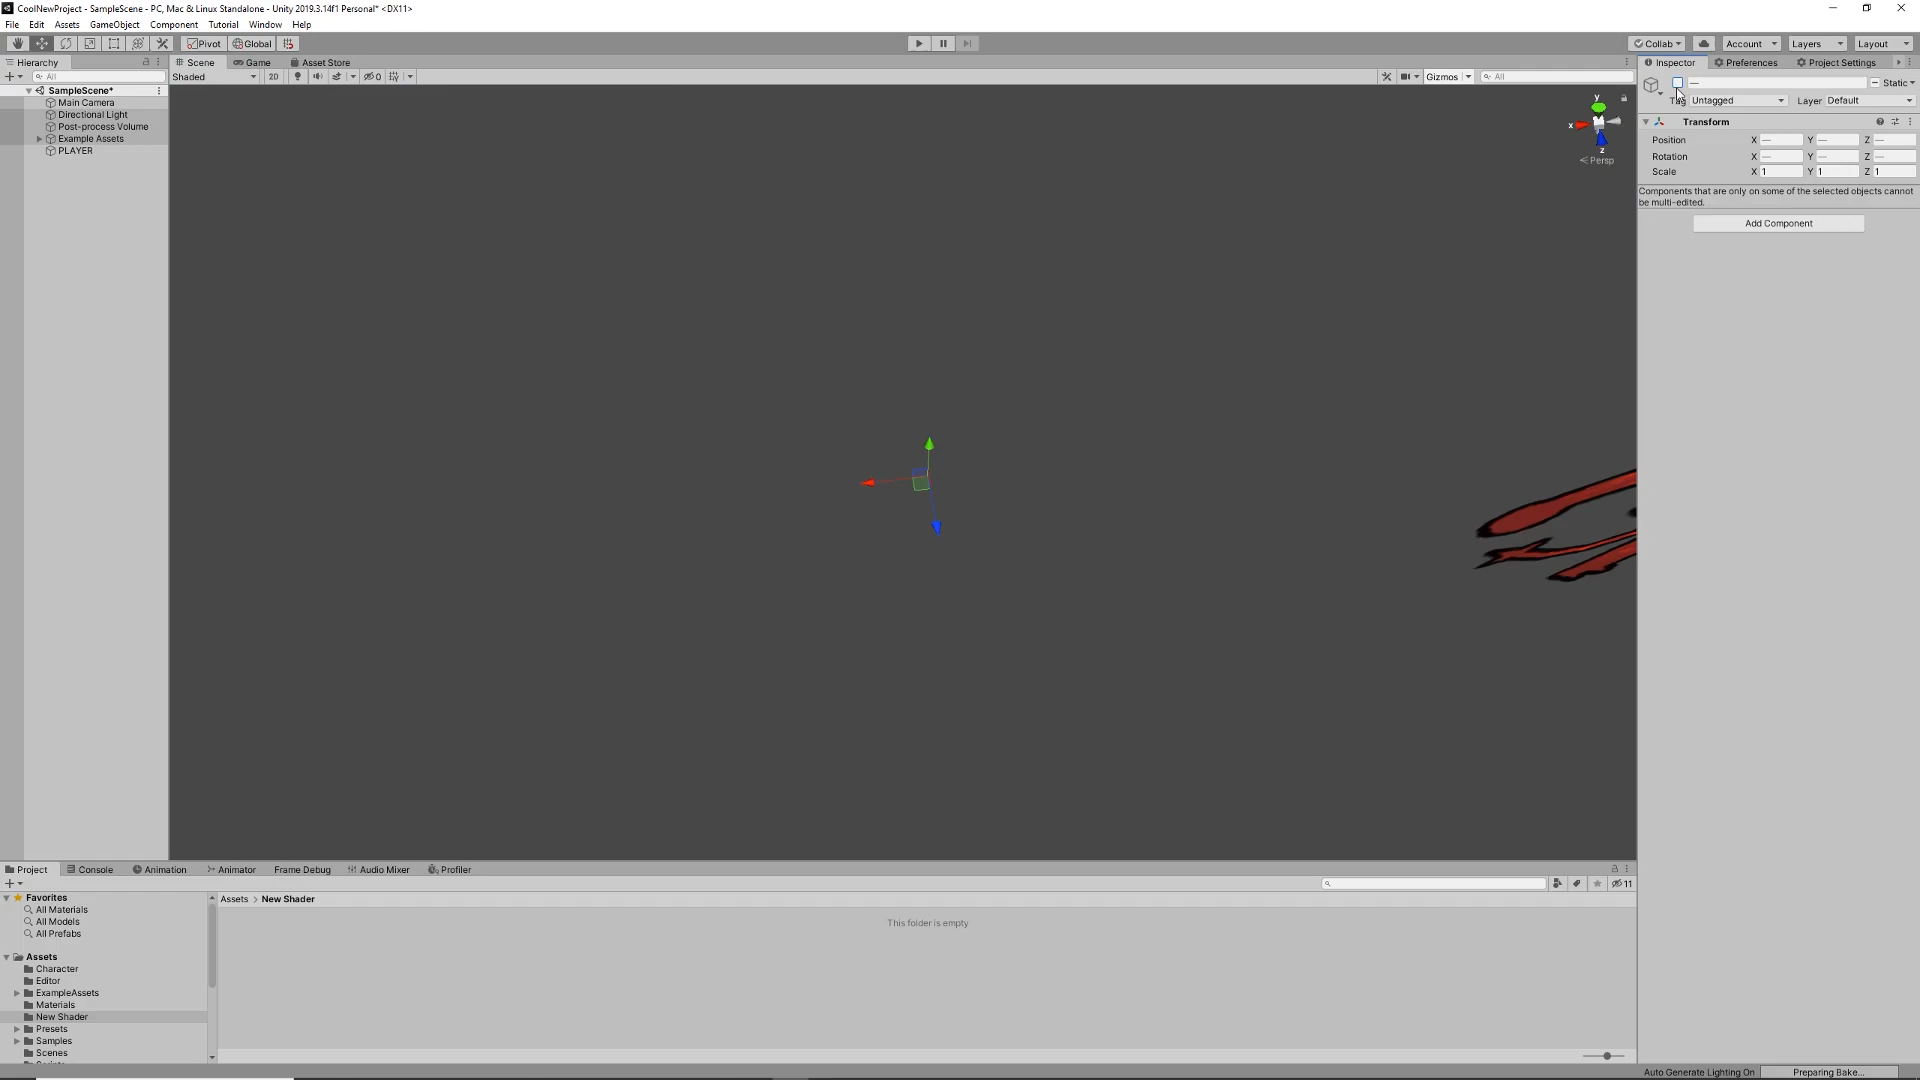 CoolNewProject - SampleScene - PC, Mac & Linux Standalone - Unity 2019.3.14f1 Personal* <DX11>
File Edit Assets GameObject Component Tutorial Window Help
Pivot Global Collab Account Layers Layout
Hierarchy Scene Game Asset Store Inspector Preferences Project Settings
All Shaded 2D 0 Gizmos All
SampleScene*
Main Camera
Directional Light
Post-process Volume
Example Assets
PLAYER
y
x
z
Persp
— Static
Tag Untagged Layer Default
Transform
Position X — Y — Z —
Rotation X — Y — Z —
Scale X 1 Y 1 Z 1
Components that are only on some of the selected objects cannot
be multi-edited.
Add Component
Project Console Animation Animator Frame Debug Audio Mixer Profiler
11
Favorites
All Materials
All Models
All Prefabs
Assets
Character
Editor
ExampleAssets
Materials
New Shader
Presets
Samples
Scenes
Assets > New Shader
This folder is empty
Auto Generate Lighting On Preparing Bake...